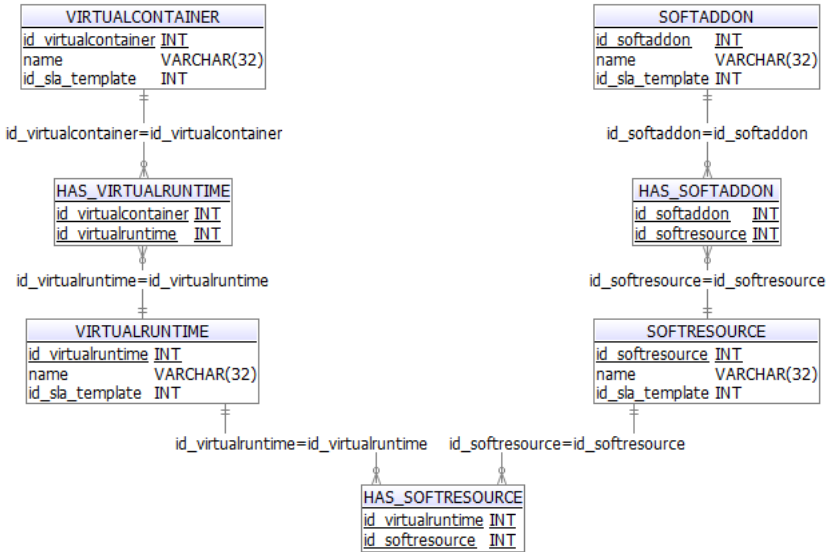 VIRTUALCONTAINER
id_virtualcontainer INT
name VARCHAR(32)
id_sla_template INT
id_virtualcontainer=id_virtualcontainer
HAS_VIRTUALRUNTIME
id_virtualcontainer INT
id_virtualruntime INT
id_virtualruntime=id_virtualruntime
VIRTUALRUNTIME
id_virtualruntime INT
name VARCHAR(32)
id_sla_template INT
SOFTADDON
id_softaddon INT
name VARCHAR(32)
id_sla_template INT
id_softaddon=id_softaddon
HAS_SOFTADDON
id_softaddon INT
id_softresource INT
id_softresource=id_softresource
SOFTRESOURCE
id_softresource INT
name VARCHAR(32)
id_sla_template INT
id_virtualruntime=id_virtualruntime
id_softresource=id_softresource
HAS_SOFTRESOURCE
id_virtualruntime INT
id_softresource INT